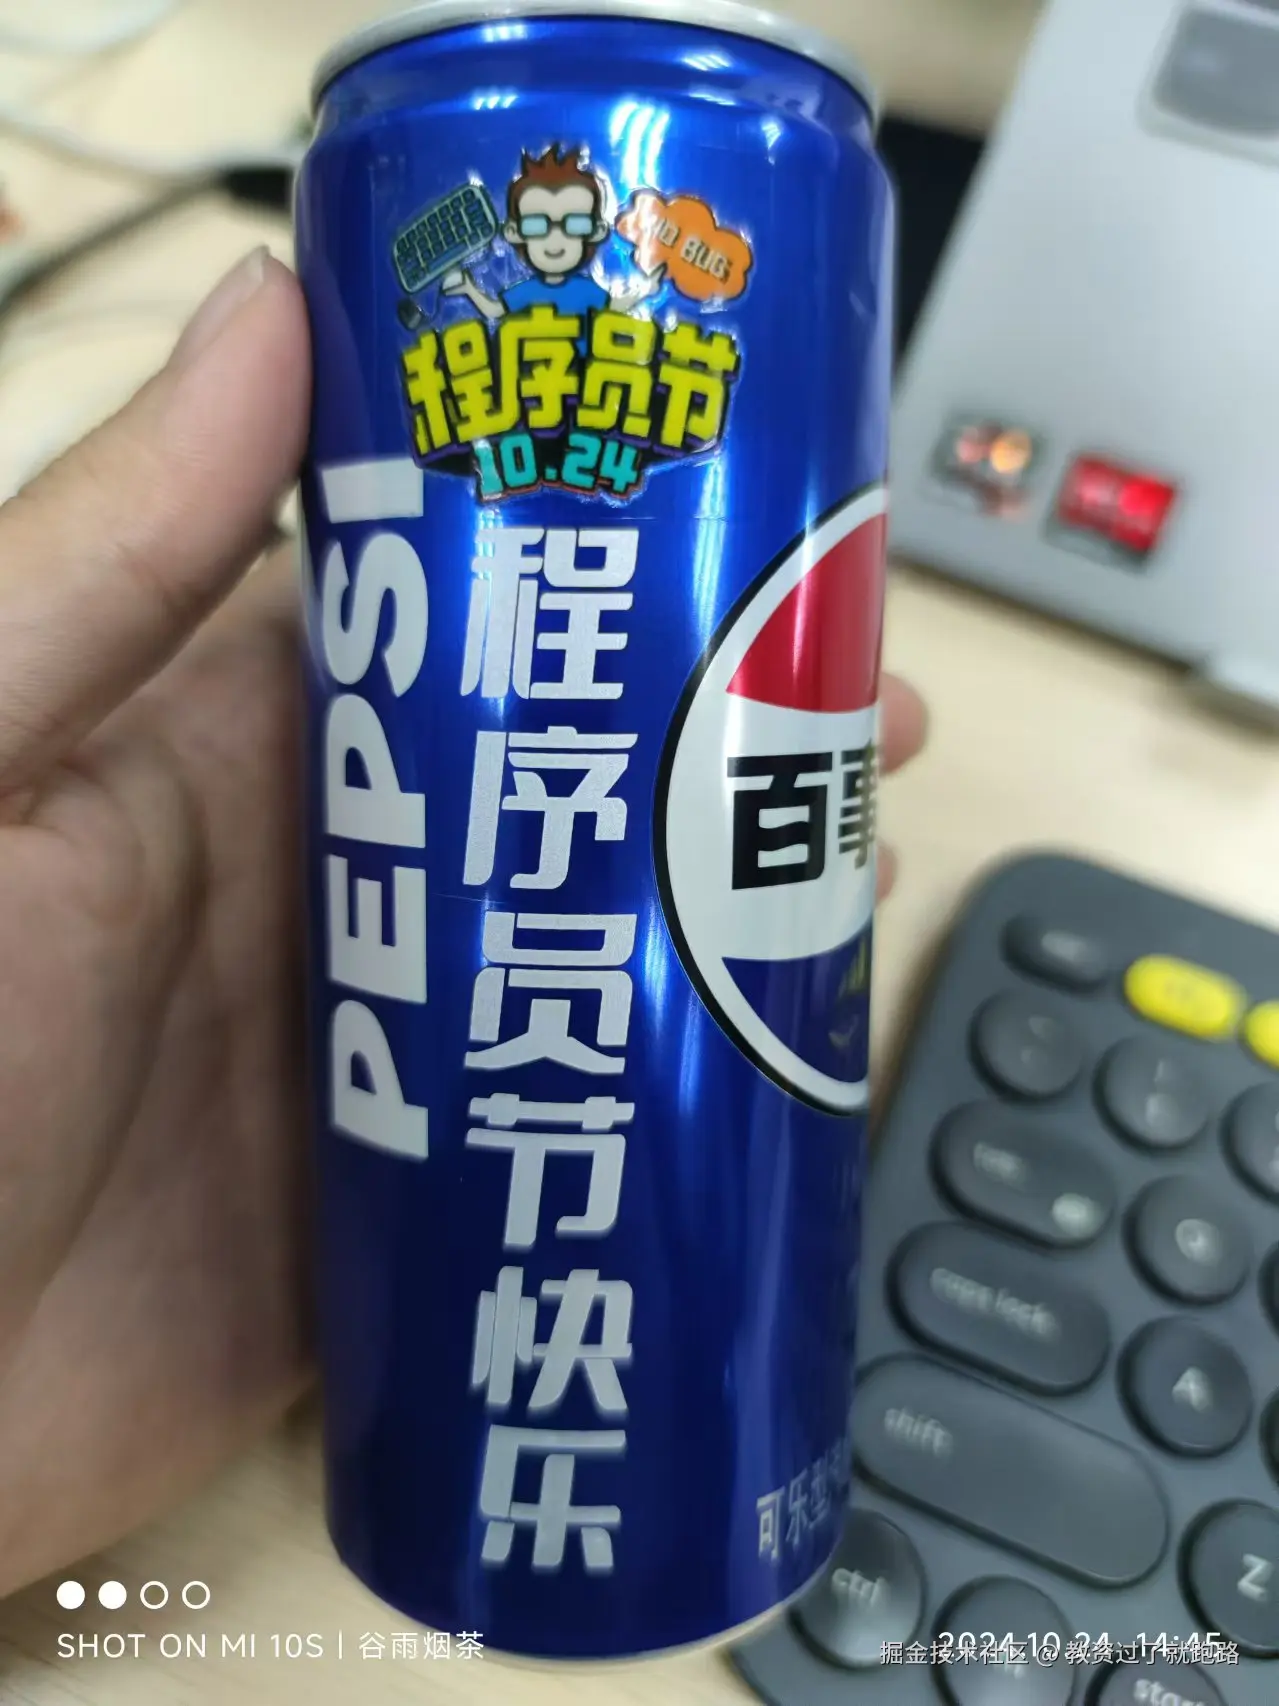 BUG
程序员节
10.24
PEPSI
程序员节快乐
百事
可乐型
caps lock
shift
ctrl
Q
A
Z
start
SHOT ON MI 10S | 谷雨烟茶
2024.10.24 14:45
掘金技术社区 @ 教资过了就跑路